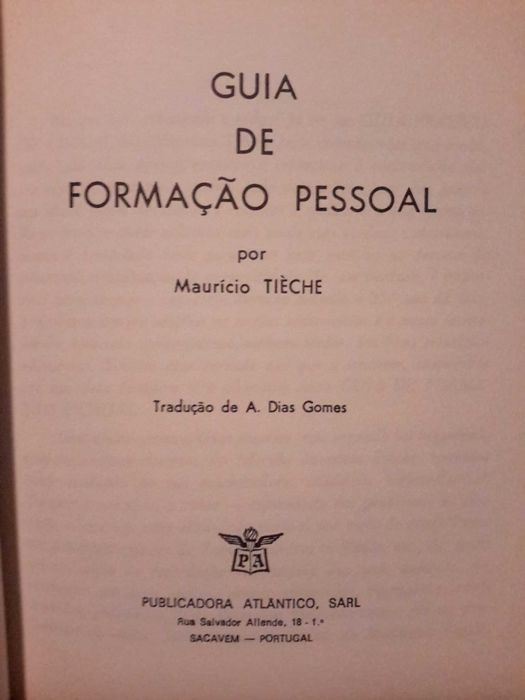 GUIA
DE
FORMAÇÃO PESSOAL
por
Maurício TIÈCHE
Tradução de A. Dias Gomes
P A
PUBLICADORA ATLÂNTICO, SARL
Rua Salvador Allende, 18 - 1.º
SACAVEM — PORTUGAL